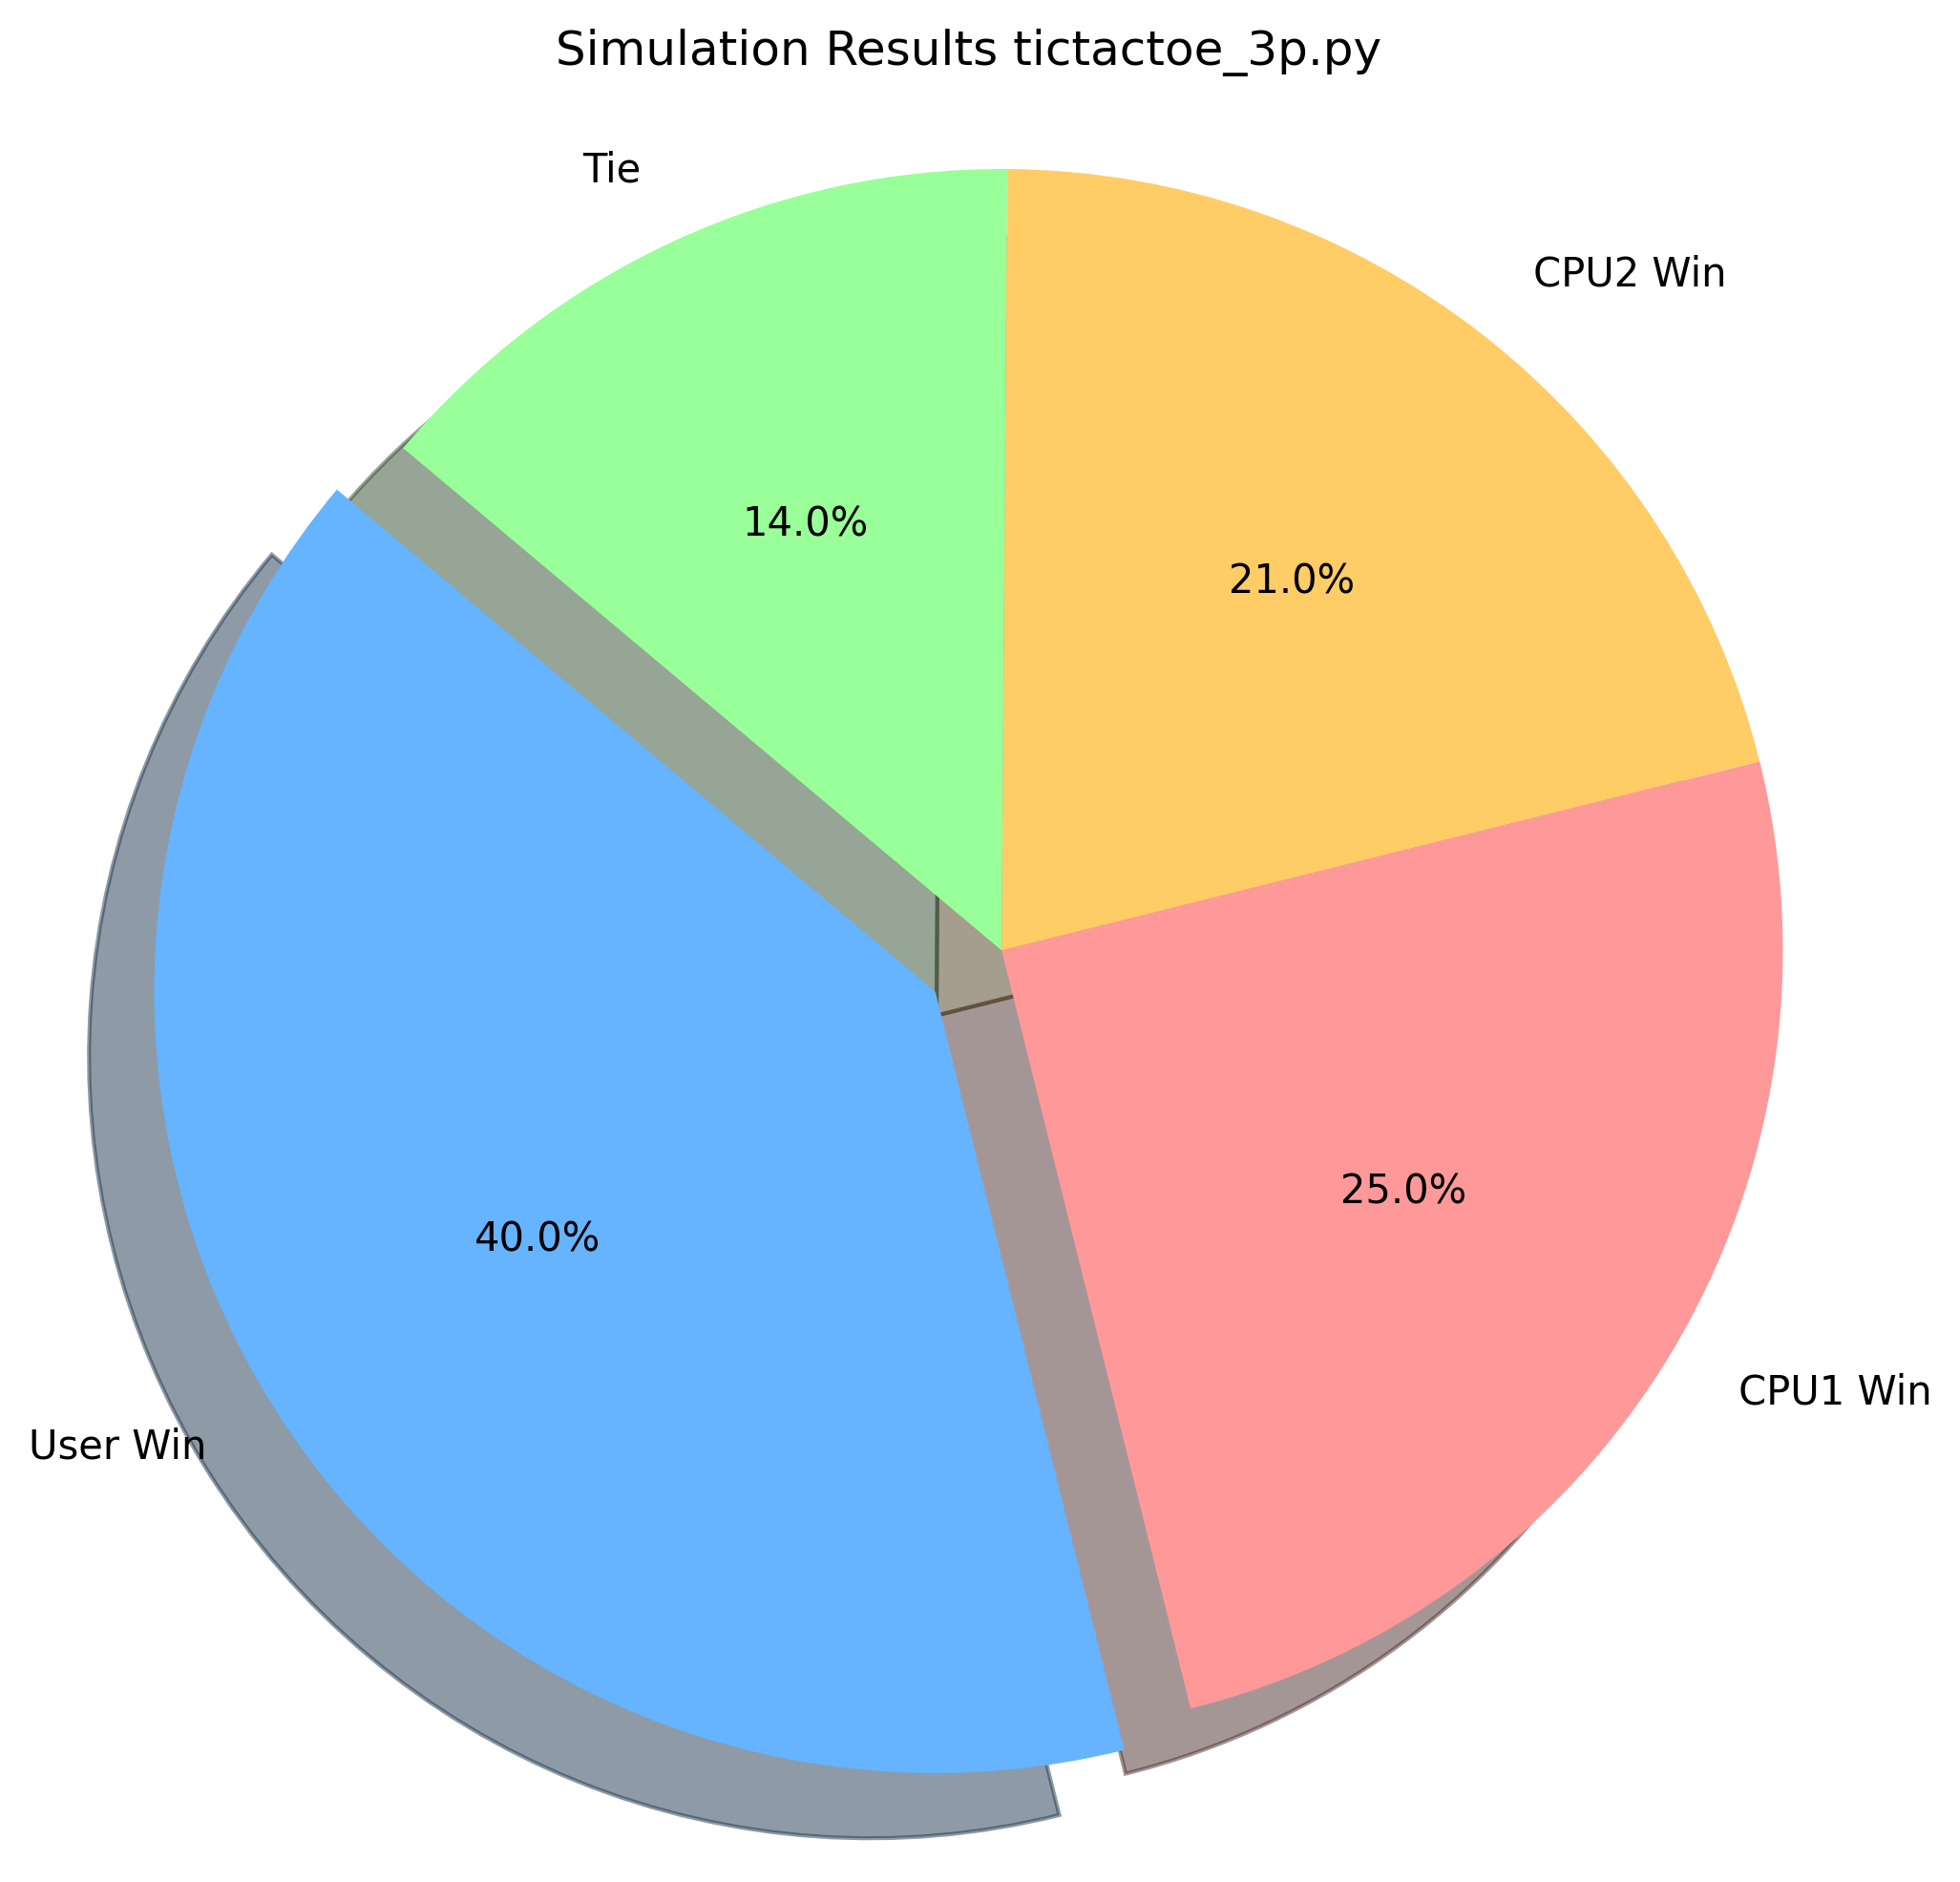 Simulation Results tictactoe_3p.py
Tie
CPU2 Win
14.0%
21.0%
25.0%
40.0%
CPU1 Win
User Win